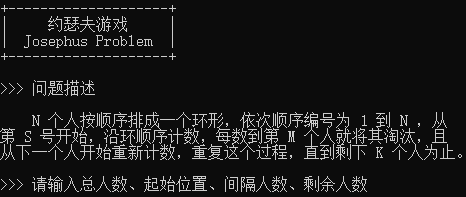 约瑟夫游戏
Josephus Problem
>>> 问题描述
N 个人按顺序排成一个环形，依次顺序编号为 1 到 N ，从
第 S 号开始，沿环顺序计数，每数到第 M 个人就将其淘汰，且
从下一个人开始重新计数，重复这个过程，直到剩下 K 个人为止。
>>> 请输入总人数、起始位置、间隔人数、剩余人数